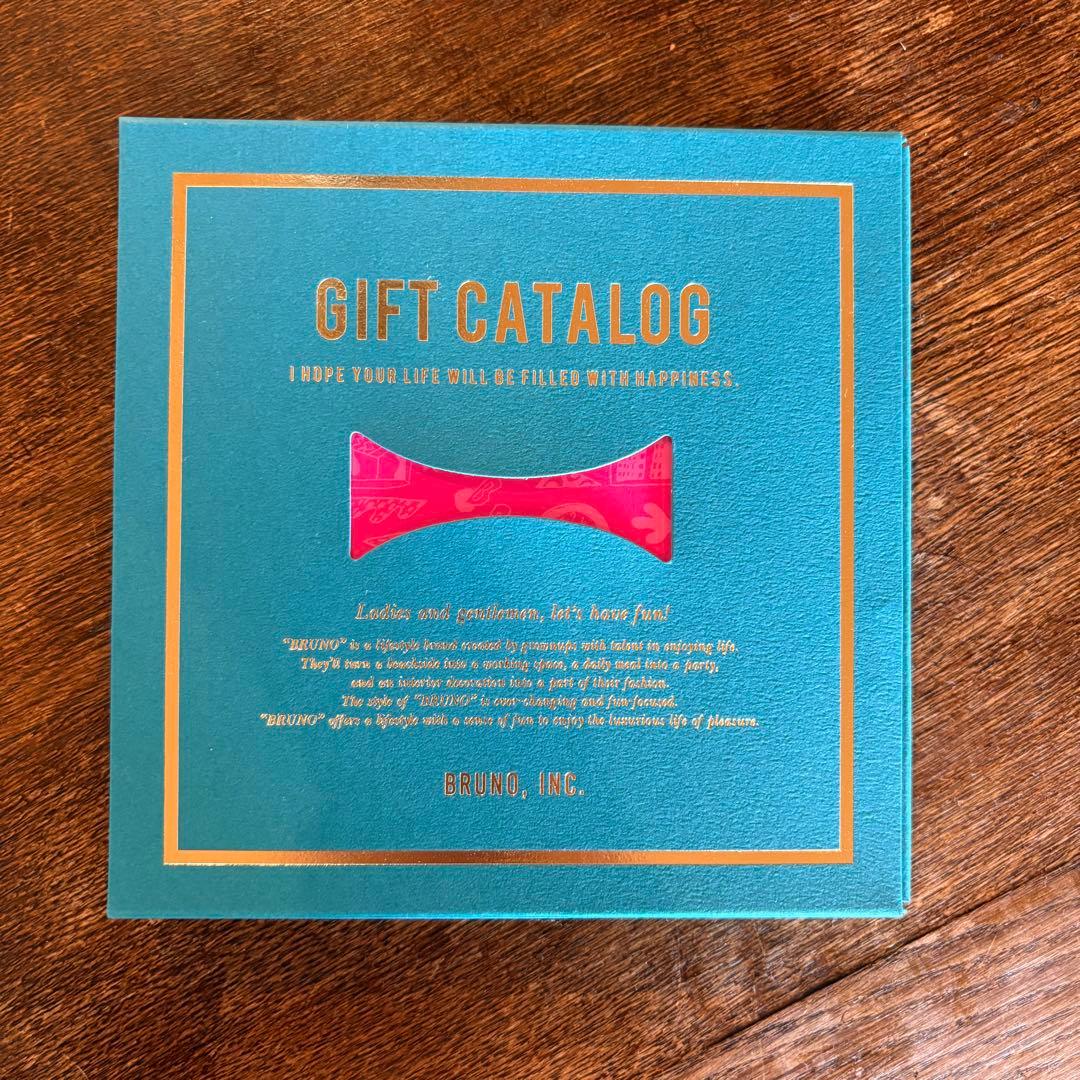 GIFT CATALOG
I HOPE YOUR LIFE WILL BE FILLED WITH HAPPINESS.
Ladies and gentlemen, let's have fun!
"BRUNO" is a lifestyle brand created by grownups with talent in enjoying life.
They'll turn a beachside into a working space, a daily meal into a party,
and an interior decoration into a part of their fashion.
The style of "BRUNO" is ever-changing and fun-focused.
"BRUNO" offers a lifestyle with a sense of fun to enjoy the luxurious life of pleasure.
BRUNO, INC.